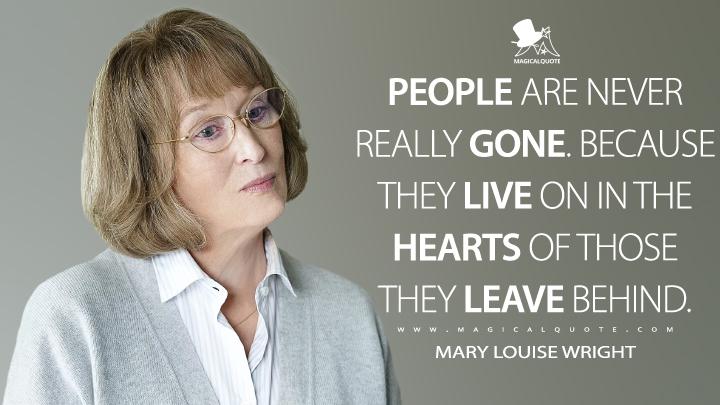 MAGICALQUOTE
PEOPLE ARE NEVER
REALLY GONE. BECAUSE
THEY LIVE ON IN THE
HEARTS OF THOSE
THEY LEAVE BEHIND.
WWW.MAGICALQUOTE.COM
MARY LOUISE WRIGHT